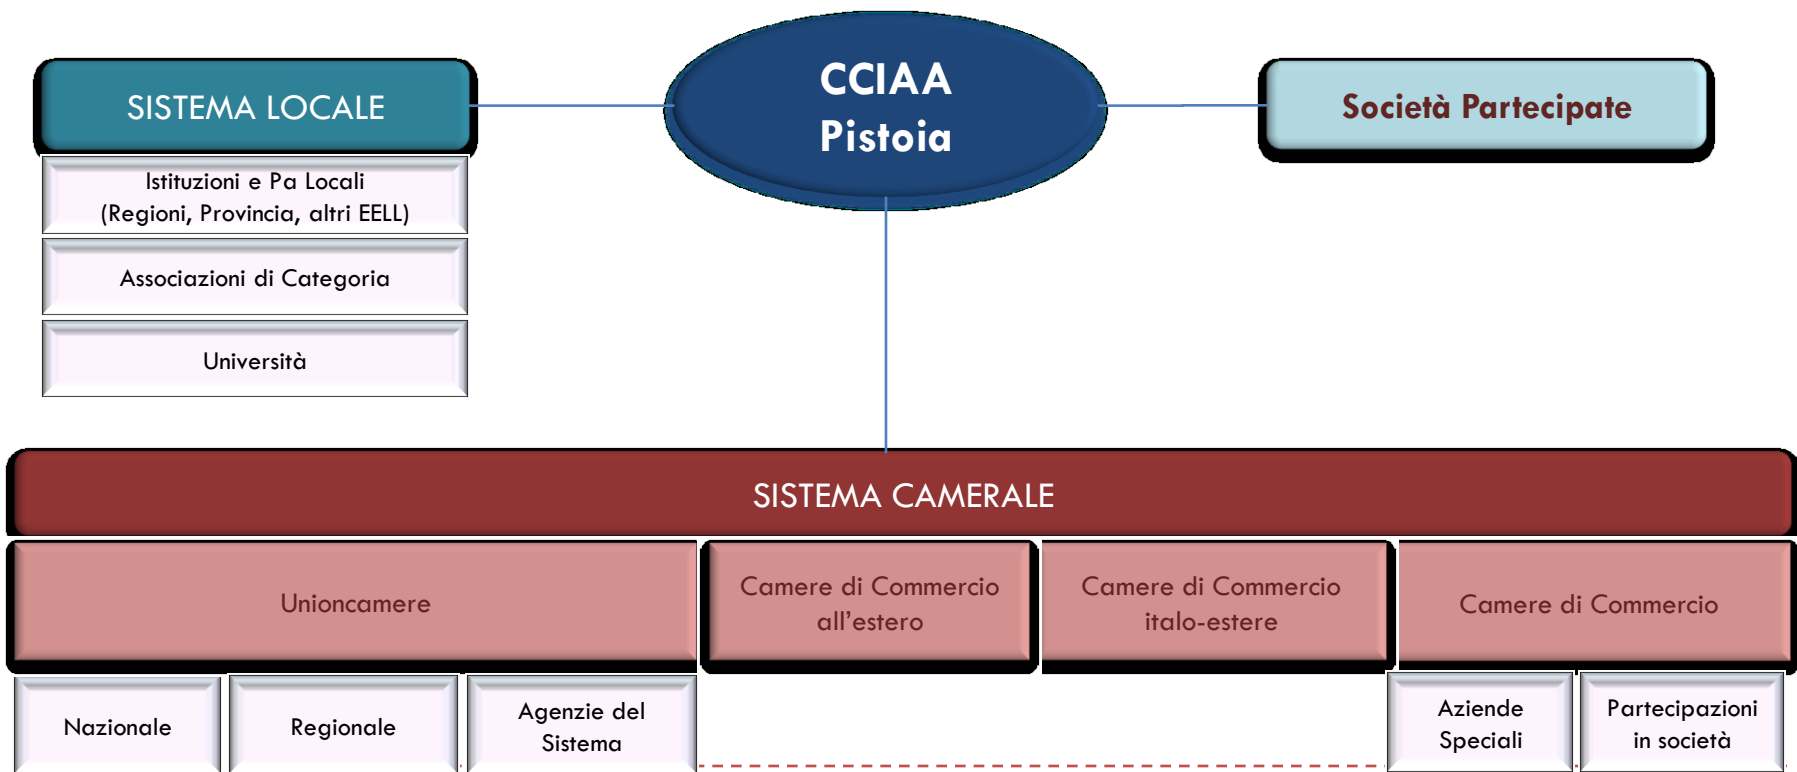 CCIAA
Pistoia
SISTEMA LOCALE
Società Partecipate
Istituzioni e Pa Locali
(Regioni, Provincia, altri EELL)
Associazioni di Categoria
Università
SISTEMA CAMERALE
Unioncamere
Camere di Commercio
all’estero
Camere di Commercio
italo-estere
Camere di Commercio
Nazionale
Regionale
Agenzie del
Sistema
Aziende
Speciali
Partecipazioni
in società